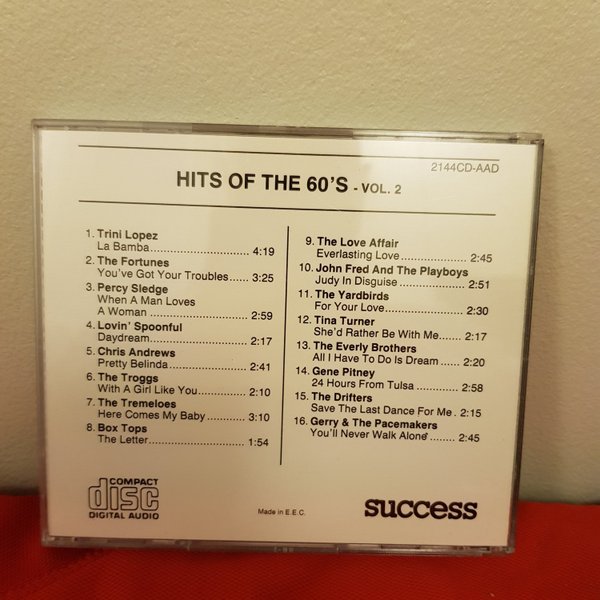 2144CD-AAD
HITS OF THE 60'S - VOL. 2
1. Trini Lopez
La Bamba........................ 4:19
2. The Fortunes
You've Got Your Troubles..... 3:25
3. Percy Sledge
When A Man Loves
A Woman........................ 2:59
4. Lovin' Spoonful
Daydream........................ 2:17
5. Chris Andrews
Pretty Belinda.................... 2:41
6. The Troggs
With A Girl Like You............ 2:10
7. The Tremeloes
Here Comes My Baby.......... 3:10
8. Box Tops
The Letter........................ 1:54
9. The Love Affair
Everlasting Love................ 2:45
10. John Fred And The Playboys
Judy In Disguise................ 2:51
11. The Yardbirds
For Your Love.................... 2:30
12. Tina Turner
She'd Rather Be With Me...... 2:17
13. The Everly Brothers
All I Have To Do Is Dream ..... 2:20
14. Gene Pitney
24 Hours From Tulsa........... 2:58
15. The Drifters
Save The Last Dance For Me . 2:15
16. Gerry & The Pacemakers
You'll Never Walk Alone ....... 2:45
COMPACT
disc
DIGITAL AUDIO
Made in E.E.C.
success